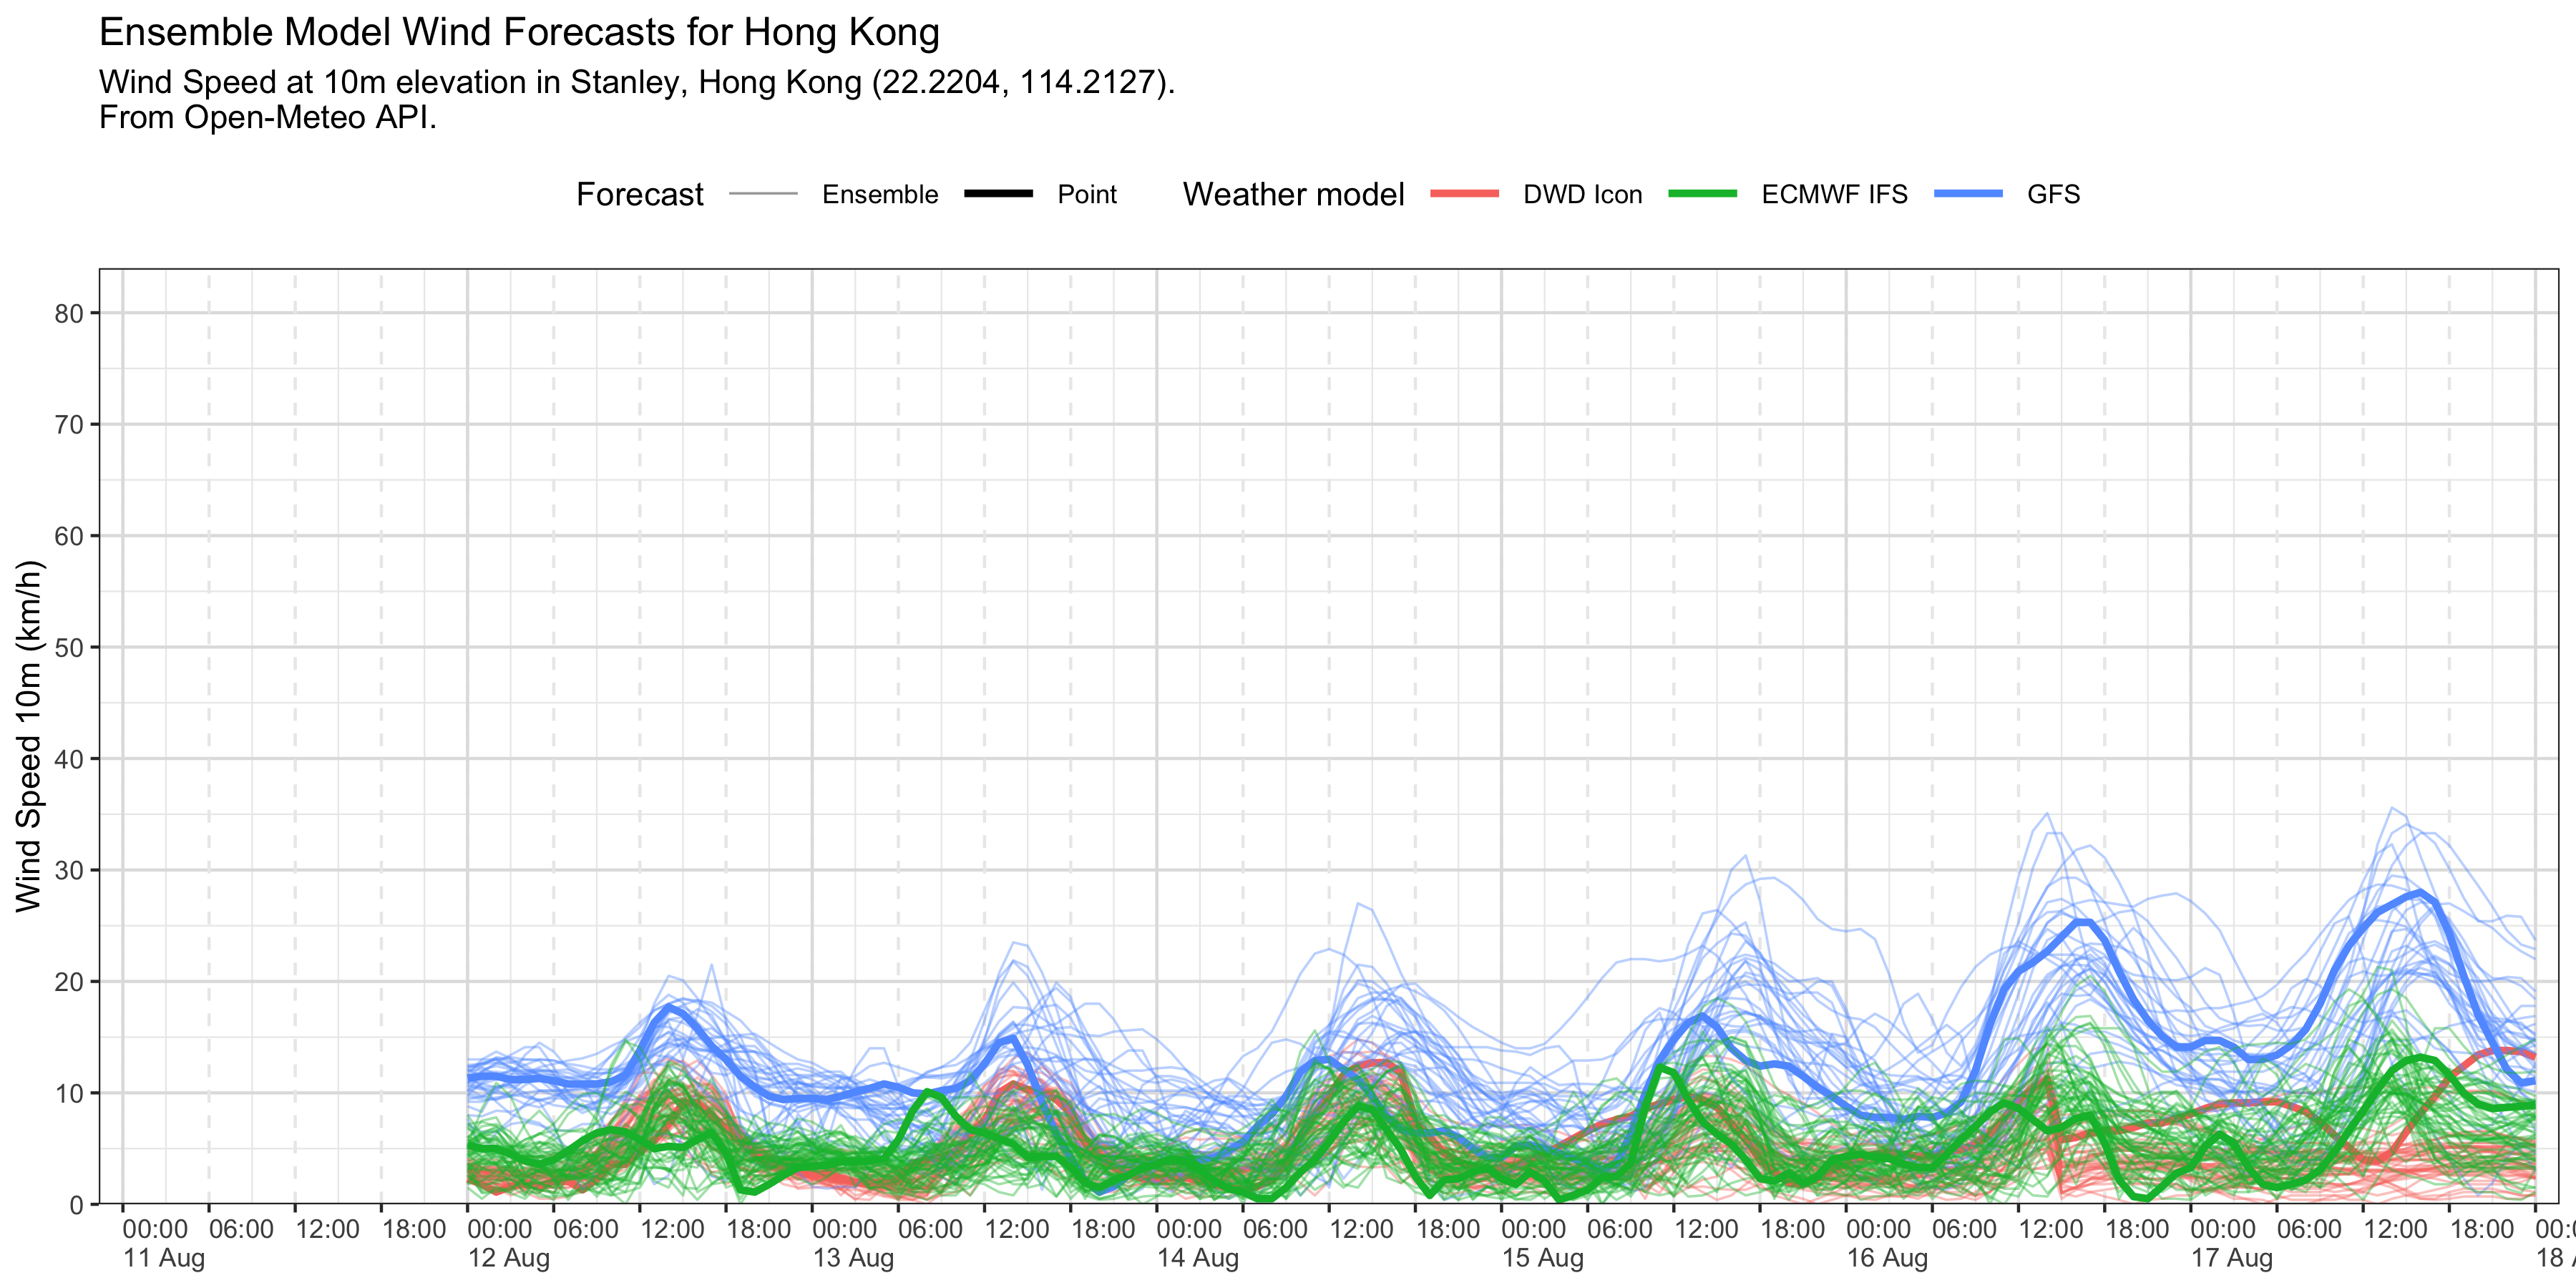 Ensemble Model Wind Forecasts for Hong Kong
Wind Speed at 10m elevation in Stanley, Hong Kong (22.2204, 114.2127).
From Open-Meteo API.
Forecast Ensemble Point Weather model DWD Icon ECMWF IFS GFS
Wind Speed 10m (km/h)
80
70
60
50
40
30
20
10
0
00:00 06:00 12:00 18:00 00:00 06:00 12:00 18:00 00:00 06:00 12:00 18:00 00:00 06:00 12:00 18:00 00:00 06:00 12:00 18:00 00:00 06:00 12:00 18:00 00:00 06:00 12:00 18:00
11 Aug 12 Aug 13 Aug 14 Aug 15 Aug 16 Aug 17 Aug 18